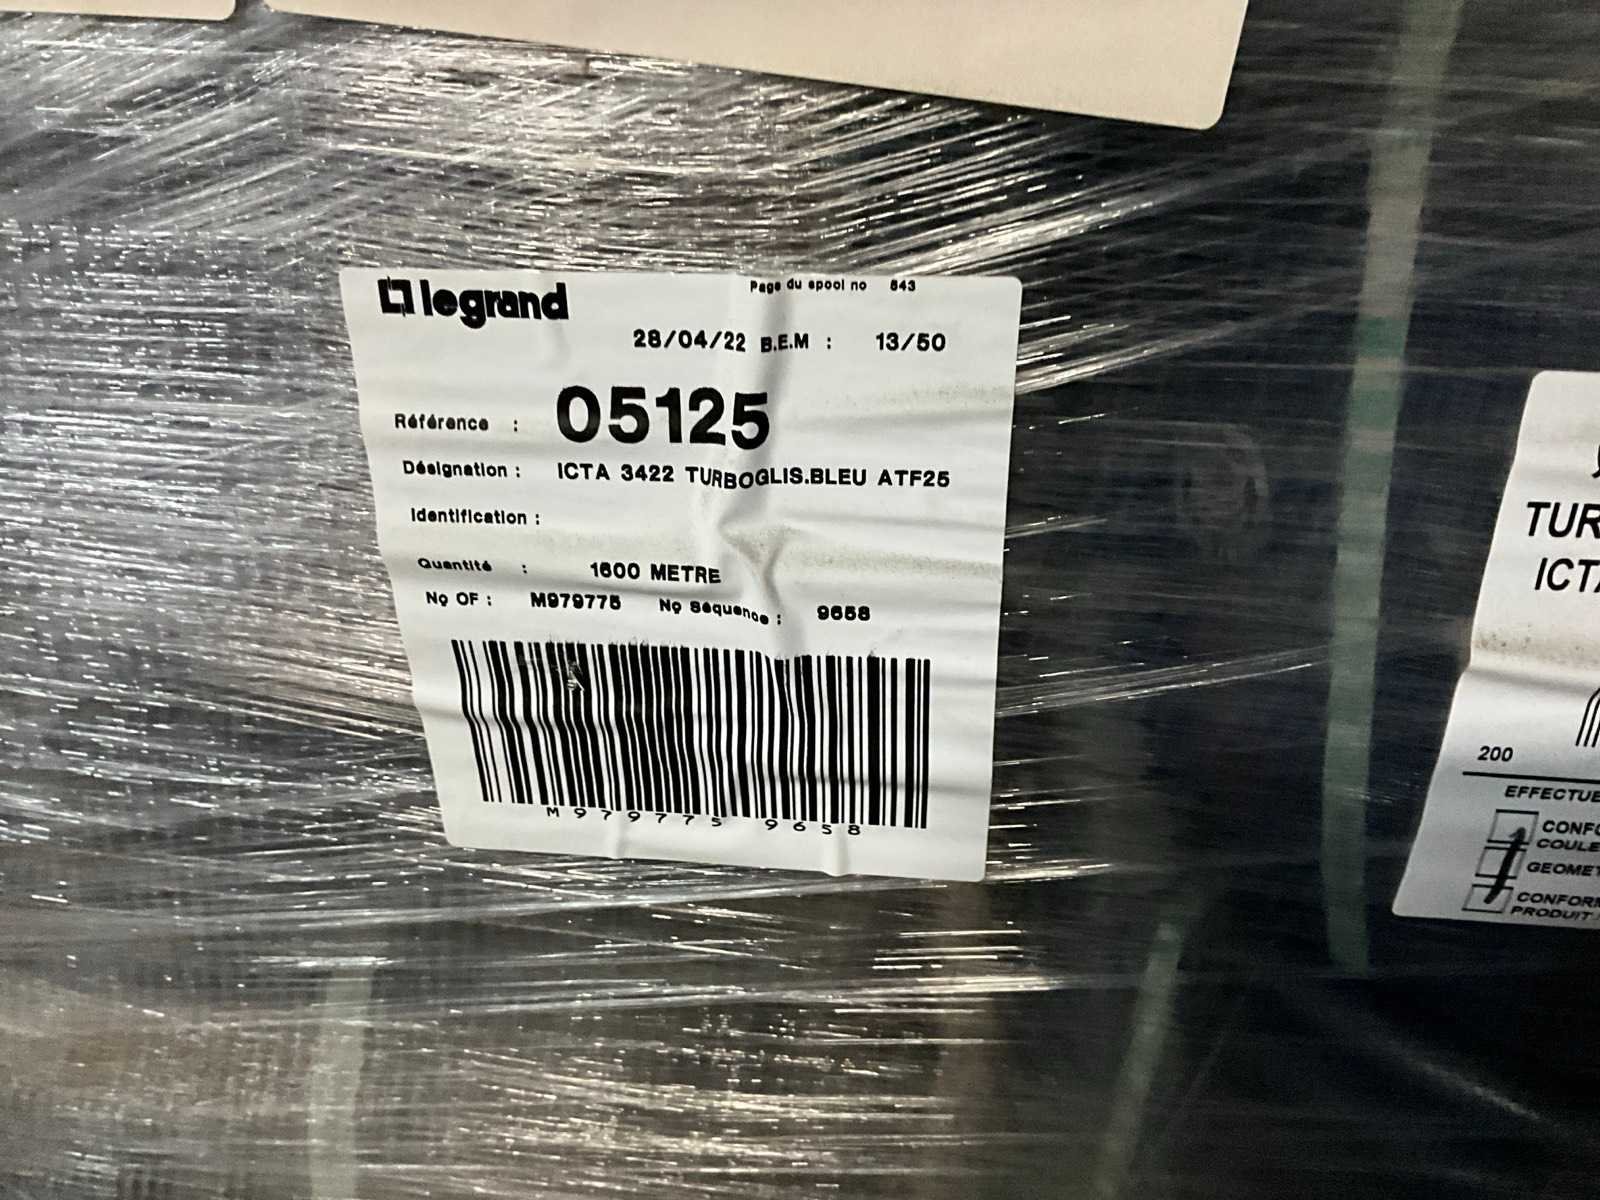 legrand
Page du spool no 843
28/04/22 B.E.M : 13/50
Référence : 05125
Désignation : ICTA 3422 TURBOGLIS.BLEU ATF25
Identification :
Quantité : 1600 METRE
No OF : M979775 No Séquence : 9658
M979775 9658
TUR
ICTA
200
EFFECTUE
CONFO
COULE
GEOMET
CONFORM
PRODUIT